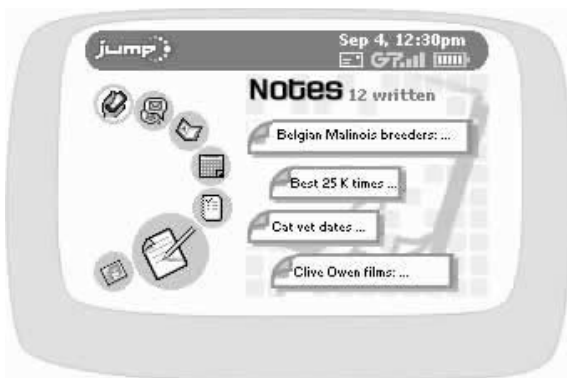 jump
Sep 4, 12:30pm
G7
Notes 12 written
Belgian Malinois breeders: ...
Best 25 K times ...
Cat vet dates ...
Clive Owen films: ...